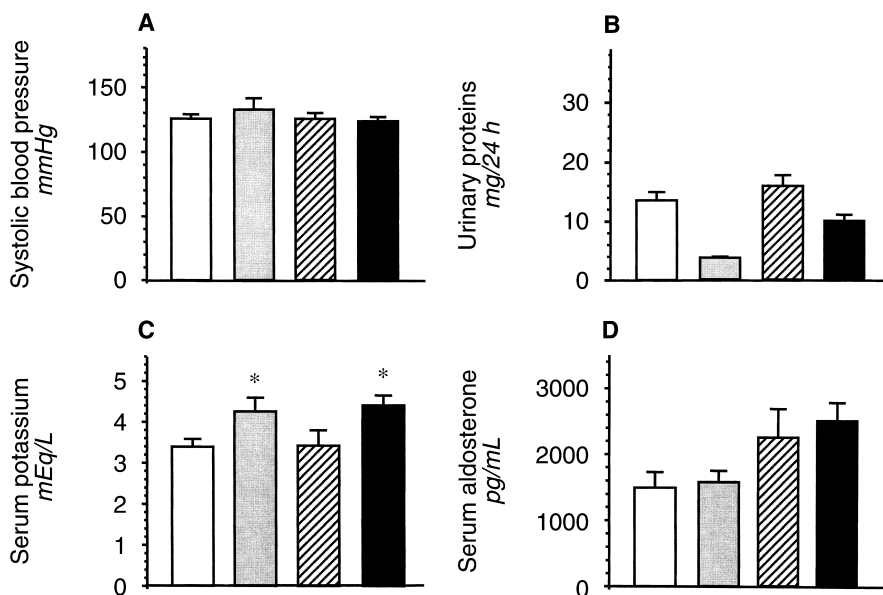 A
Systolic blood pressure
mmHg
150
100
50
0
B
Urinary proteins
mg/24 h
30
20
10
0
C
Serum potassium
mEq/L
5
4
3
2
1
0
*
*
D
Serum aldosterone
pg/mL
3000
2000
1000
0